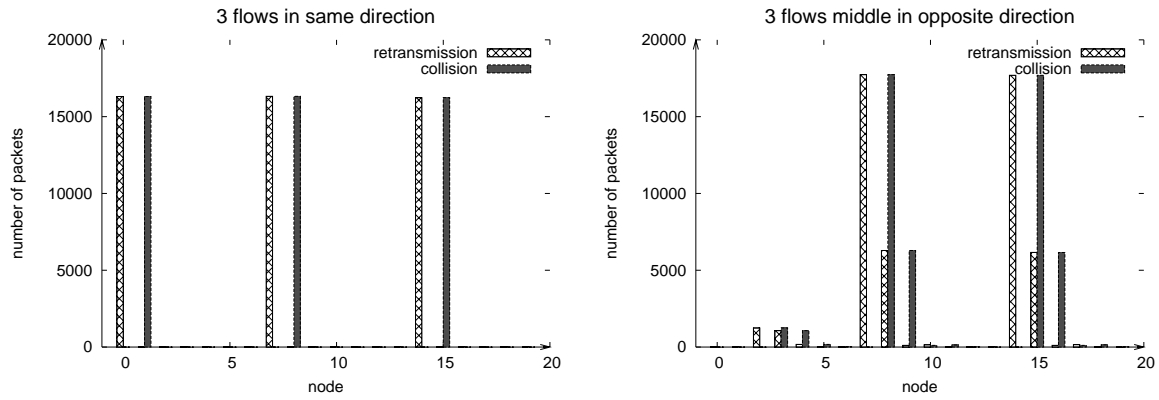 3 flows in same direction
20000
retransmission
collision
15000
number of packets
10000
5000
0
0 5 10 15 20
node
3 flows middle in opposite direction
20000
retransmission
collision
15000
number of packets
10000
5000
0
0 5 10 15 20
node